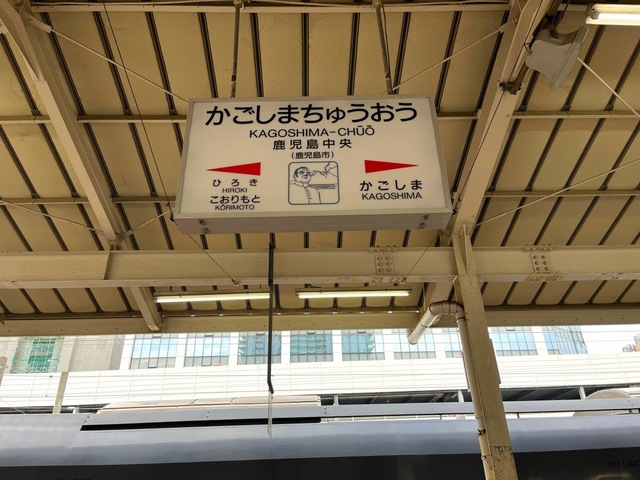 かごしまちゅうおう
KAGOSHIMA-CHŪŌ
鹿児島中央
(鹿児島市)
ひろき
HIROKI
こおりもと
KŌRIMOTO
かごしま
KAGOSHIMA